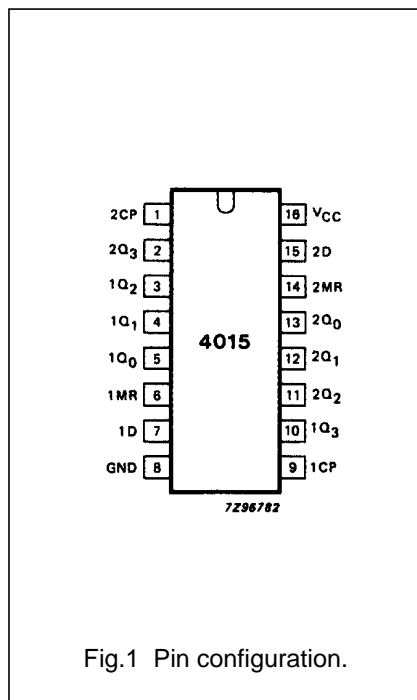 2CP 1 16 VCC
2Q3 2 15 2D
1Q2 3 14 2MR
1Q1 4 13 2Q0
4015
1Q0 5 12 2Q1
1MR 6 11 2Q2
1D 7 10 1Q3
GND 8 9 1CP
7Z96782
Fig.1 Pin configuration.